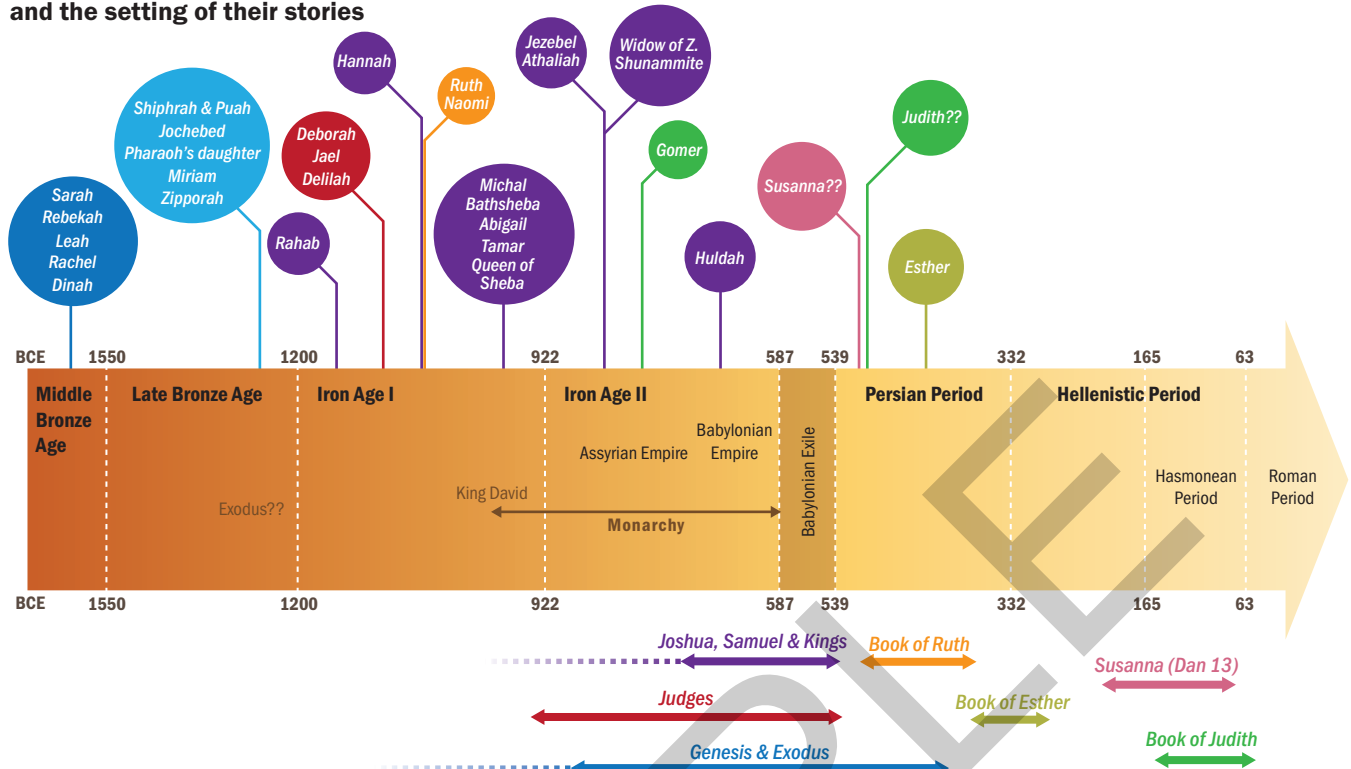 and the setting of their stories
Sarah
Rebekah
Leah
Rachel
Dinah
Shiphrah & Puah
Jochebed
Pharaoh's daughter
Miriam
Zipporah
Rahab
Deborah
Jael
Delilah
Hannah
Ruth
Naomi
Michal
Bathsheba
Abigail
Tamar
Queen of
Sheba
Jezebel
Athaliah
Widow of Z.
Shunammite
Gomer
Huldah
Susanna??
Judith??
Esther
BCE 1550 1200 922 587 539 332 165 63
Middle
Bronze
Age
Late Bronze Age
Iron Age I
Iron Age II
Persian Period
Hellenistic Period
Exodus??
King David
Monarchy
Assyrian Empire
Babylonian
Empire
Babylonian Exile
Hasmonean
Period
Roman
Period
BCE 1550 1200 922 587 539 332 165 63
Joshua, Samuel & Kings
Book of Ruth
Susanna (Dan 13)
Judges
Book of Esther
Genesis & Exodus
Book of Judith